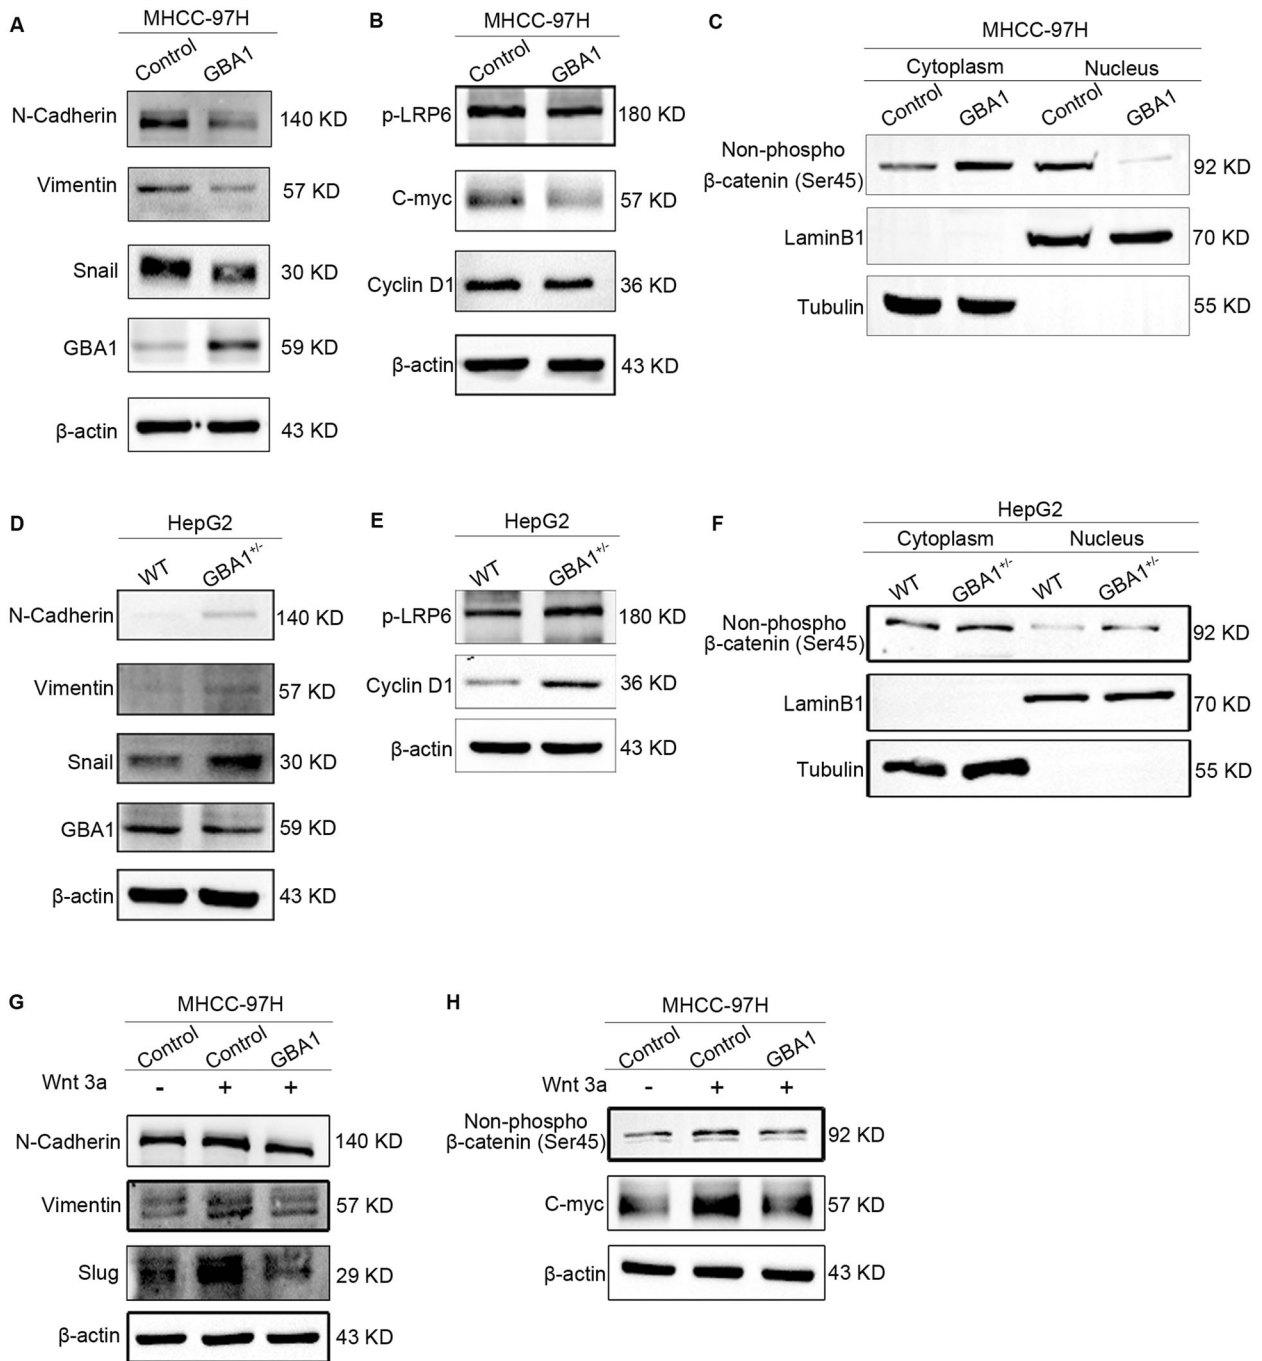 A
MHCC-97H
Control GBA1
N-Cadherin 140 KD
Vimentin 57 KD
Snail 30 KD
GBA1 59 KD
β-actin 43 KD
B
MHCC-97H
Control GBA1
p-LRP6 180 KD
C-myc 57 KD
Cyclin D1 36 KD
β-actin 43 KD
C
MHCC-97H
Cytoplasm Nucleus
Control GBA1 Control GBA1
Non-phospho
β-catenin (Ser45) 92 KD
LaminB1 70 KD
Tubulin 55 KD
D
HepG2
WT GBA1+/-
N-Cadherin 140 KD
Vimentin 57 KD
Snail 30 KD
GBA1 59 KD
β-actin 43 KD
E
HepG2
WT GBA1+/-
p-LRP6 180 KD
Cyclin D1 36 KD
β-actin 43 KD
F
HepG2
Cytoplasm Nucleus
WT GBA1+/- WT GBA1+/-
Non-phospho
β-catenin (Ser45) 92 KD
LaminB1 70 KD
Tubulin 55 KD
G
MHCC-97H
Control Control GBA1
Wnt 3a - + +
N-Cadherin 140 KD
Vimentin 57 KD
Slug 29 KD
β-actin 43 KD
H
MHCC-97H
Control Control GBA1
Wnt 3a - + +
Non-phospho
β-catenin (Ser45) 92 KD
C-myc 57 KD
β-actin 43 KD